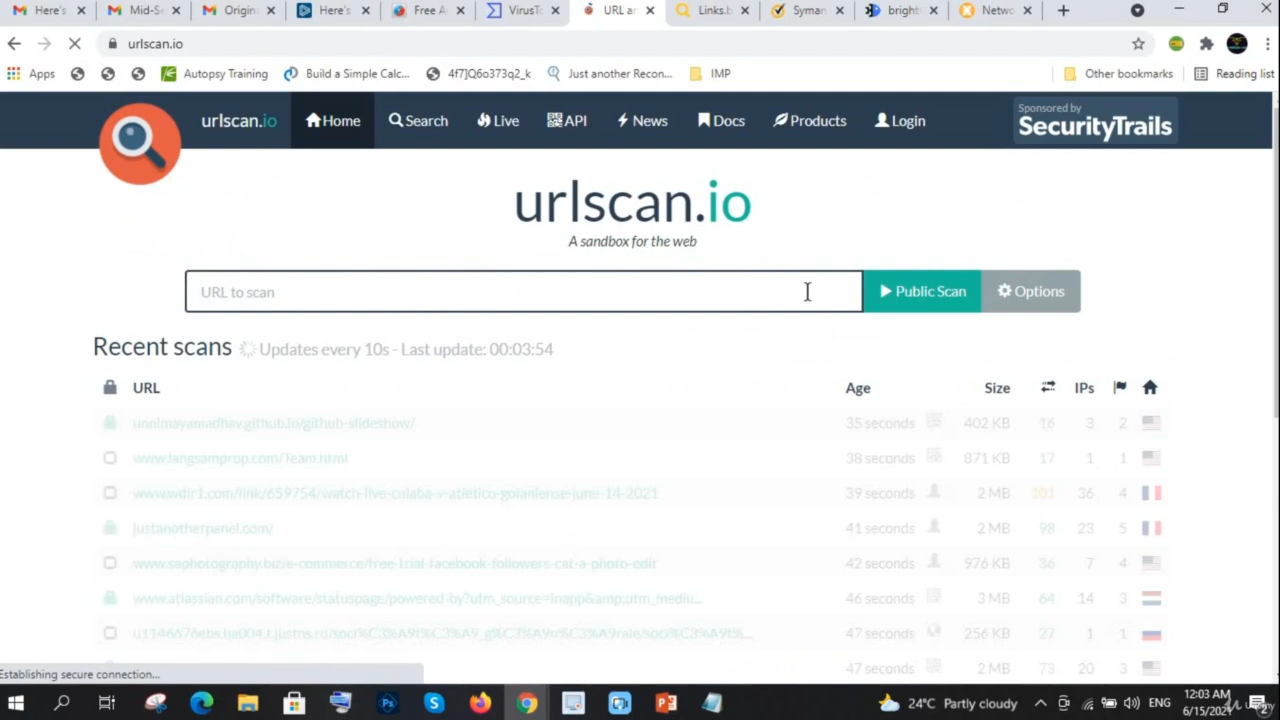 Here's
Mid-Se
Origin
Here's
Free A
VirusTo
URL ar
Links.b
Syman
bright
Netwo
urlscan.io
Apps
Autopsy Training
Build a Simple Calc...
4f7]Q6o373q2_k
Just another Recon...
IMP
Other bookmarks
Reading list
urlscan.io
Home
Search
Live
API
News
Docs
Products
Login
Sponsored by
SecurityTrails
urlscan.io
A sandbox for the web
URL to scan
Public Scan
Options
Recent scans Updates every 10s - Last update: 00:03:54
URL Age Size IPs
unnimayamadhav.github.io/github-slideshow/ 35 seconds 402 KB 16 3 2
www.langsamprop.com/Team.html 38 seconds 871 KB 17 1 1
www.wdir1.com/link/659754/watch-live-cuiaba-v-atletico-goianiense-june-14-2021 39 seconds 2 MB 101 36 4
justanotherpanel.com/ 41 seconds 2 MB 98 23 5
www.saphotography.biz/e-commerce/free-trial-facebook-followers-cat-a-photo-edit 42 seconds 976 KB 36 7 4
www.atlassian.com/software/statuspage/powered-by?utm_source=inapp&amp;utm_mediu... 46 seconds 3 MB 64 14 3
47 seconds 256 KB 27 1 1
47 seconds 2 MB 73 20 3
Establishing secure connection...
24°C Partly cloudy
ENG
12:03 AM
6/15/2021